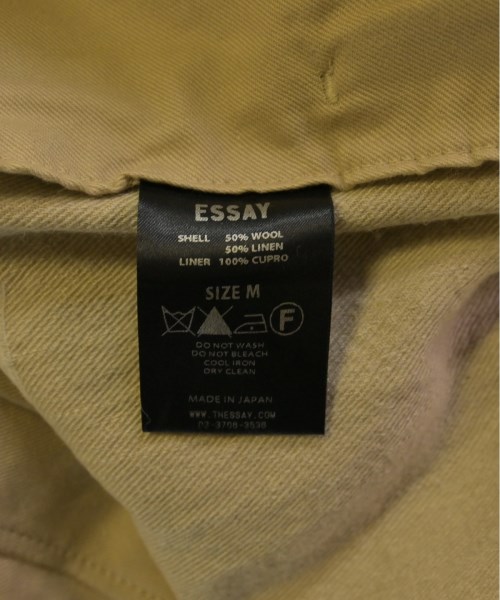 ESSAY
SHELL 50% WOOL
50% LINEN
LINER 100% CUPRO
SIZE M
F
DO NOT WASH
DO NOT BLEACH
COOL IRON
DRY CLEAN
MADE IN JAPAN
WWW.THESSAY.COM